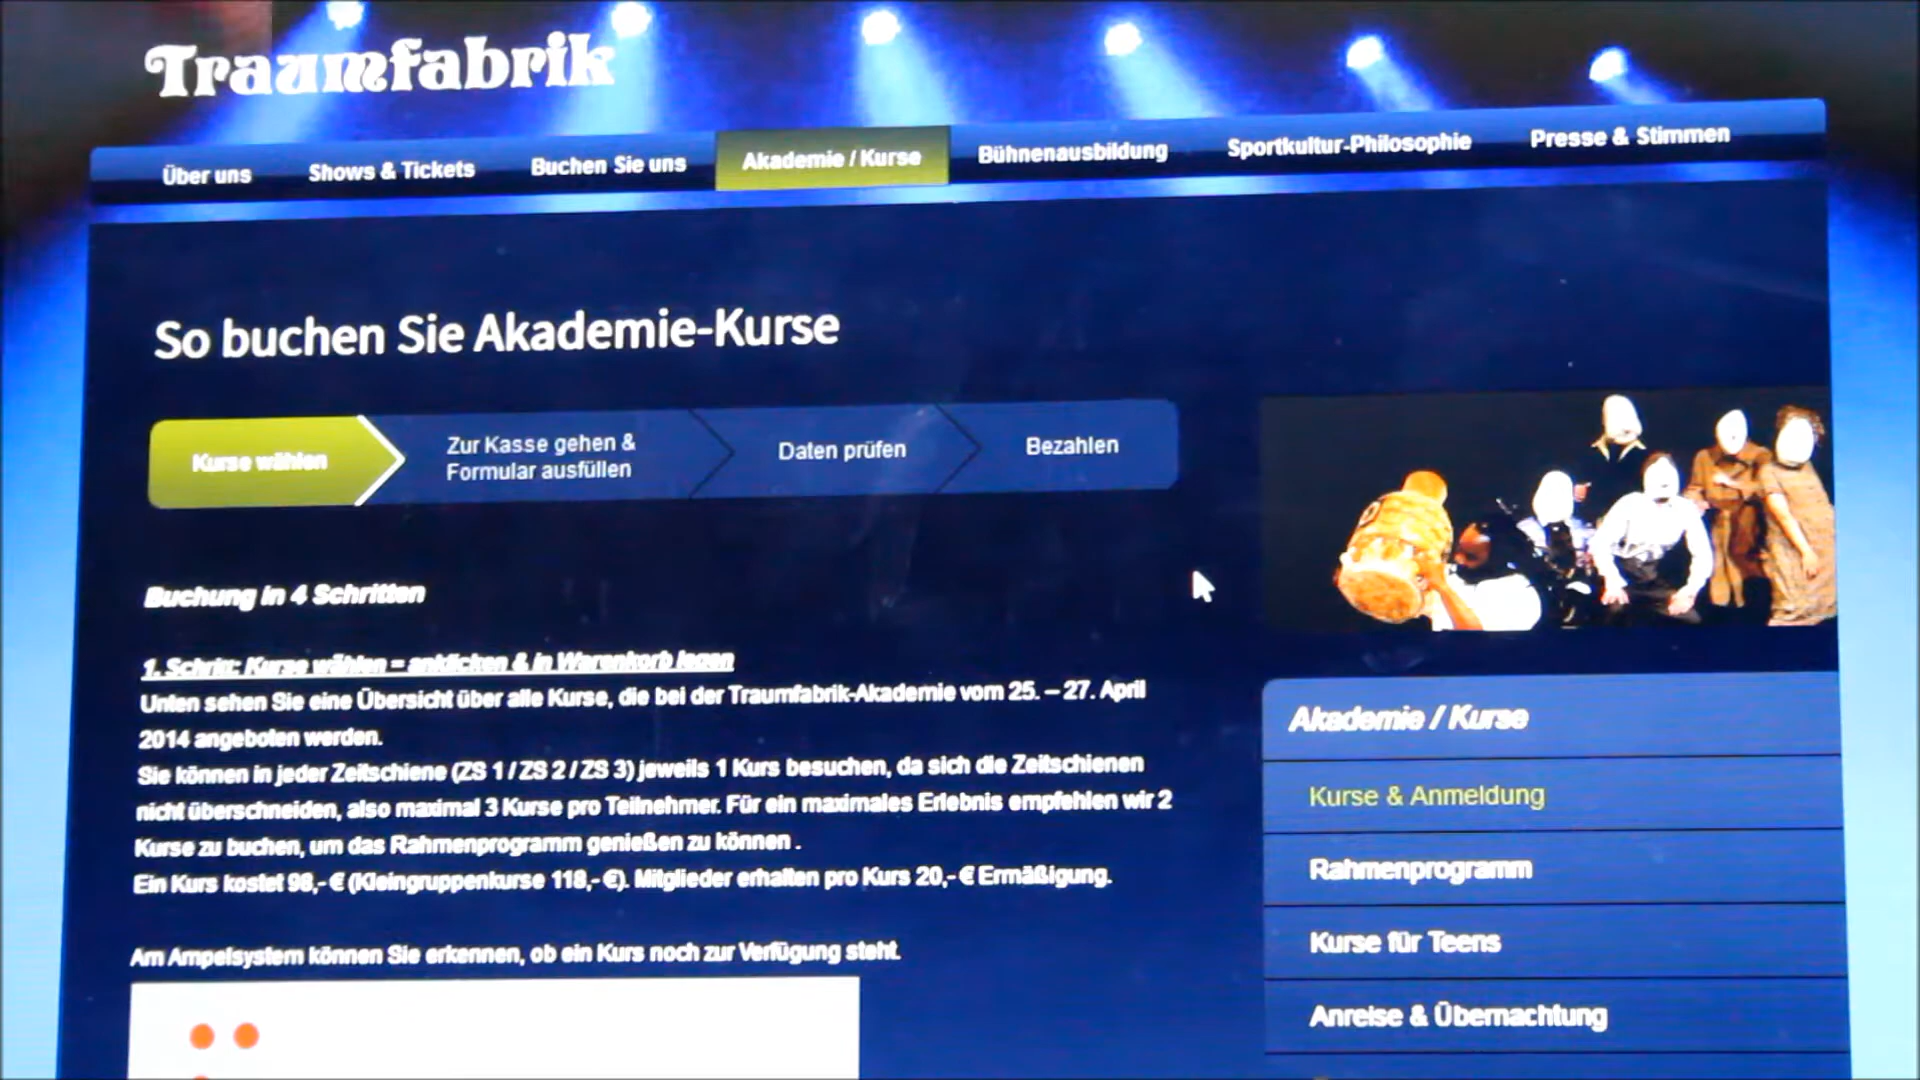 Traumfabrik
Über uns
Shows & Tickets
Buchen Sie uns
Akademie / Kurse
Bühnenausbildung
Sportkultur-Philosophie
Presse & Stimmen
So buchen Sie Akademie-Kurse
Kurse wählen
Zur Kasse gehen &
Formular ausfüllen
Daten prüfen
Bezahlen
Buchung in 4 Schritten
1. Schritt: Kurse wählen = anklicken & in Warenkorb legen
Unten sehen Sie eine Übersicht über alle Kurse, die bei der Traumfabrik-Akademie vom 25. – 27. April
2014 angeboten werden.
Sie können in jeder Zeitschiene (ZS 1 / ZS 2 / ZS 3) jeweils 1 Kurs besuchen, da sich die Zeitschienen
nicht überschneiden, also maximal 3 Kurse pro Teilnehmer. Für ein maximales Erlebnis empfehlen wir 2
Kurse zu buchen, um das Rahmenprogramm genießen zu können .
Ein Kurs kostet 98,- € (Kleingruppenkurse 118,- €). Mitglieder erhalten pro Kurs 20,- € Ermäßigung.
Am Ampelsystem können Sie erkennen, ob ein Kurs noch zur Verfügung steht.
Akademie / Kurse
Kurse & Anmeldung
Rahmenprogramm
Kurse für Teens
Anreise & Übernachtung